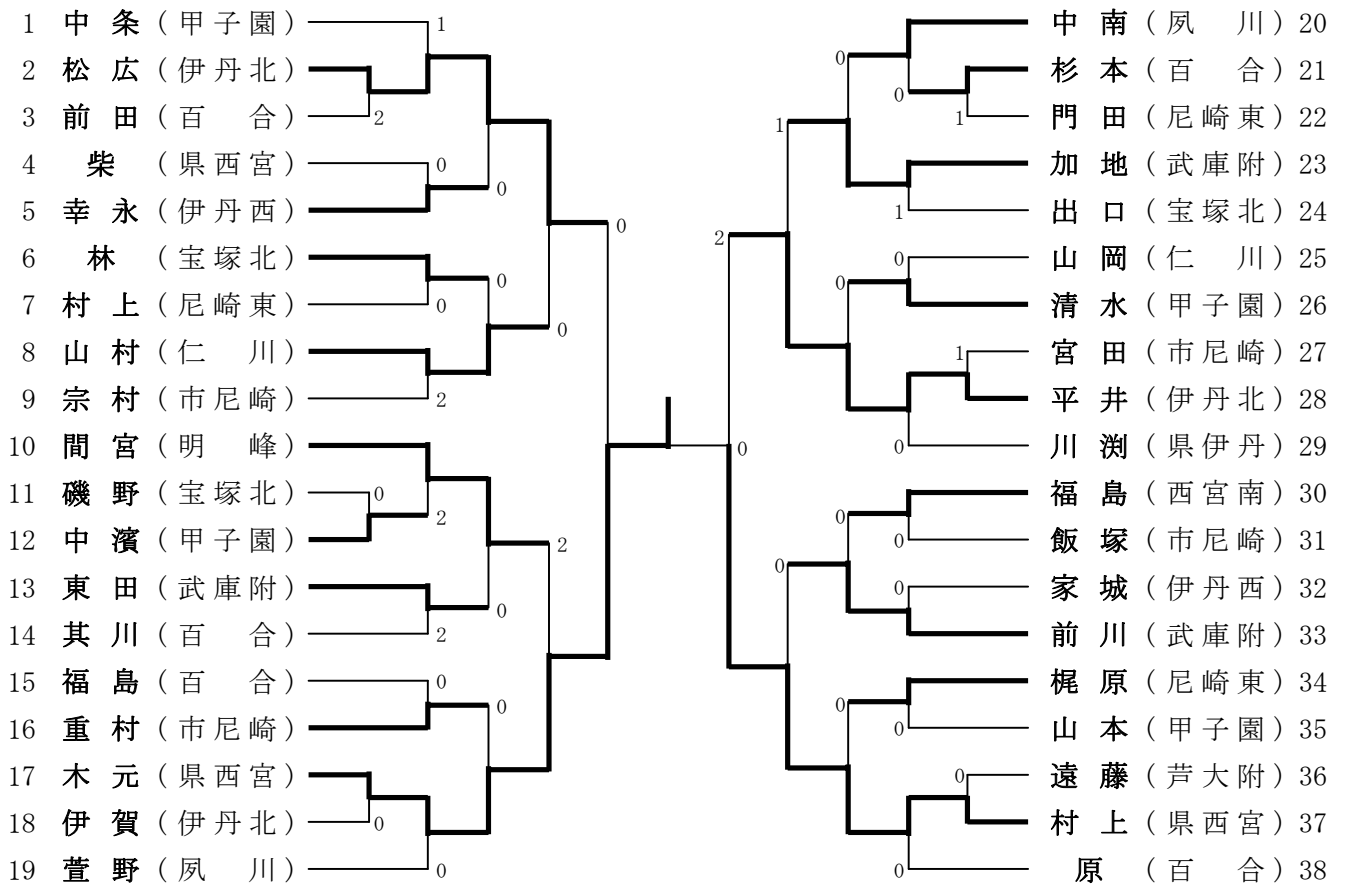 1 中条 (甲子園)
2 松広 (伊丹北)
3 前田 (百合)
4 柴 (県西宮)
5 幸永 (伊丹西)
6 林 (宝塚北)
7 村上 (尼崎東)
8 山村 (仁川)
9 宗村 (市尼崎)
10 間宮 (明峰)
11 磯野 (宝塚北)
12 中濱 (甲子園)
13 東田 (武庫附)
14 其川 (百合)
15 福島 (百合)
16 重村 (市尼崎)
17 木元 (県西宮)
18 伊賀 (伊丹北)
19 萱野 (夙川)
1
2
0
0
0
0
0
0
2
0
2
0
2
2
0
0
0
0
0
中南 (夙川) 20
杉本 (百合) 21
門田 (尼崎東) 22
加地 (武庫附) 23
出口 (宝塚北) 24
山岡 (仁川) 25
清水 (甲子園) 26
宮田 (市尼崎) 27
平井 (伊丹北) 28
川渕 (県伊丹) 29
福島 (西宮南) 30
飯塚 (市尼崎) 31
家城 (伊丹西) 32
前川 (武庫附) 33
梶原 (尼崎東) 34
山本 (甲子園) 35
遠藤 (芦大附) 36
村上 (県西宮) 37
原 (百合) 38
0
0
1
1
1
2
0
0
1
0
0
0
0
0
0
0
0
0
0